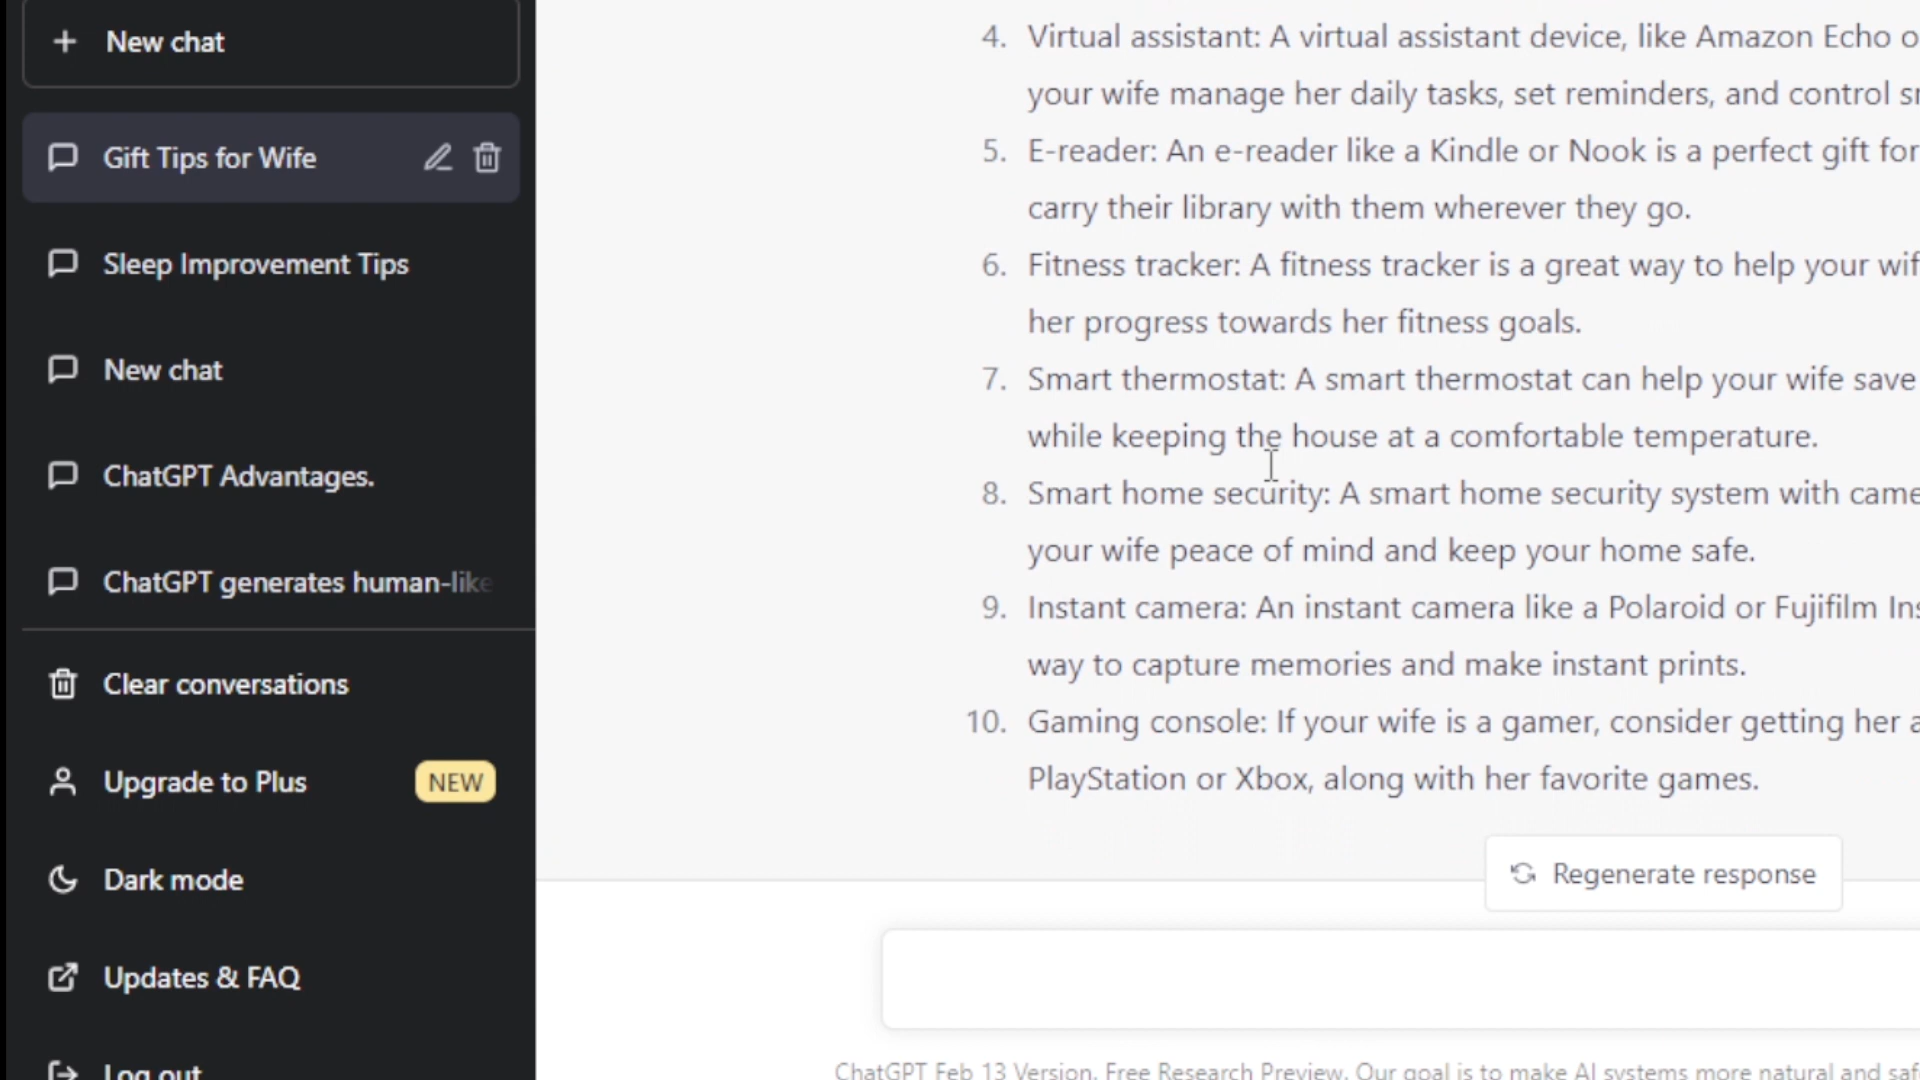 New chat
Gift Tips for Wife
Sleep Improvement Tips
New chat
ChatGPT Advantages.
ChatGPT generates human-like
Clear conversations
Upgrade to Plus NEW
Dark mode
Updates & FAQ
Log out
4. Virtual assistant: A virtual assistant device, like Amazon Echo
your wife manage her daily tasks, set reminders, and control
5. E-reader: An e-reader like a Kindle or Nook is a perfect gift for
carry their library with them wherever they go.
6. Fitness tracker: A fitness tracker is a great way to help your
her progress towards her fitness goals.
7. Smart thermostat: A smart thermostat can help your wife save
while keeping the house at a comfortable temperature.
8. Smart home security: A smart home security system with
your wife peace of mind and keep your home safe.
9. Instant camera: An instant camera like a Polaroid or Fujifilm
way to capture memories and make instant prints.
10. Gaming console: If your wife is a gamer, consider getting her a
PlayStation or Xbox, along with her favorite games.
Regenerate response
ChatGPT Feb 13 Version. Free Research Preview. Our goal is to make AI systems more natural and